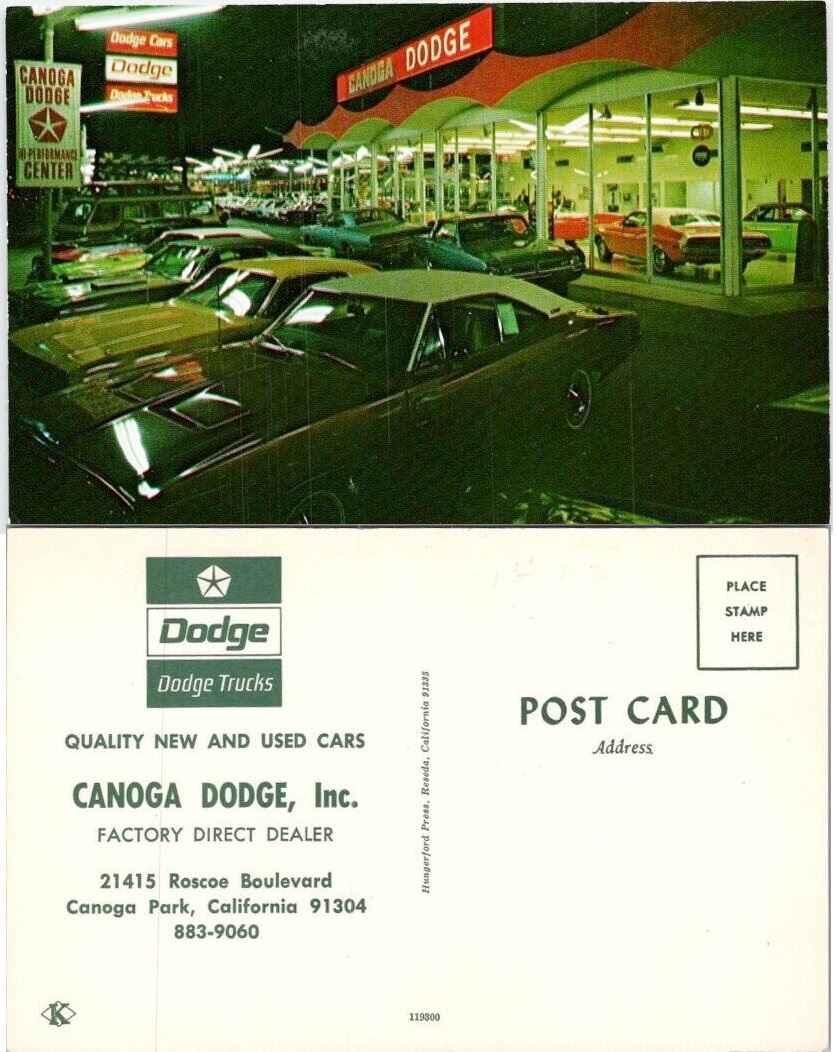 Dodge Cars
Dodge
Dodge Trucks
CANOGA
DODGE
HI-PERFORMANCE
CENTER
CANOGA DODGE
Dodge
Dodge Trucks
QUALITY NEW AND USED CARS
CANOGA DODGE, Inc.
FACTORY DIRECT DEALER
21415 Roscoe Boulevard
Canoga Park, California 91304
883-9060
K
Hungerford Press, Reseda, California 91335
119800
PLACE
STAMP
HERE
POST CARD
Address